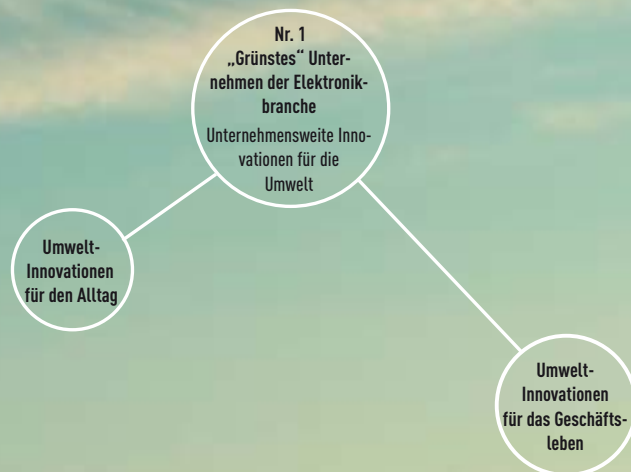 Nr. 1
„Grünstes“ Unter-
nehmen der Elektronik-
branche
Unternehmensweite Inno-
vationen für die
Umwelt
Umwelt-
Innovationen
für den Alltag
Umwelt-
Innovationen
für das Geschäfts-
leben